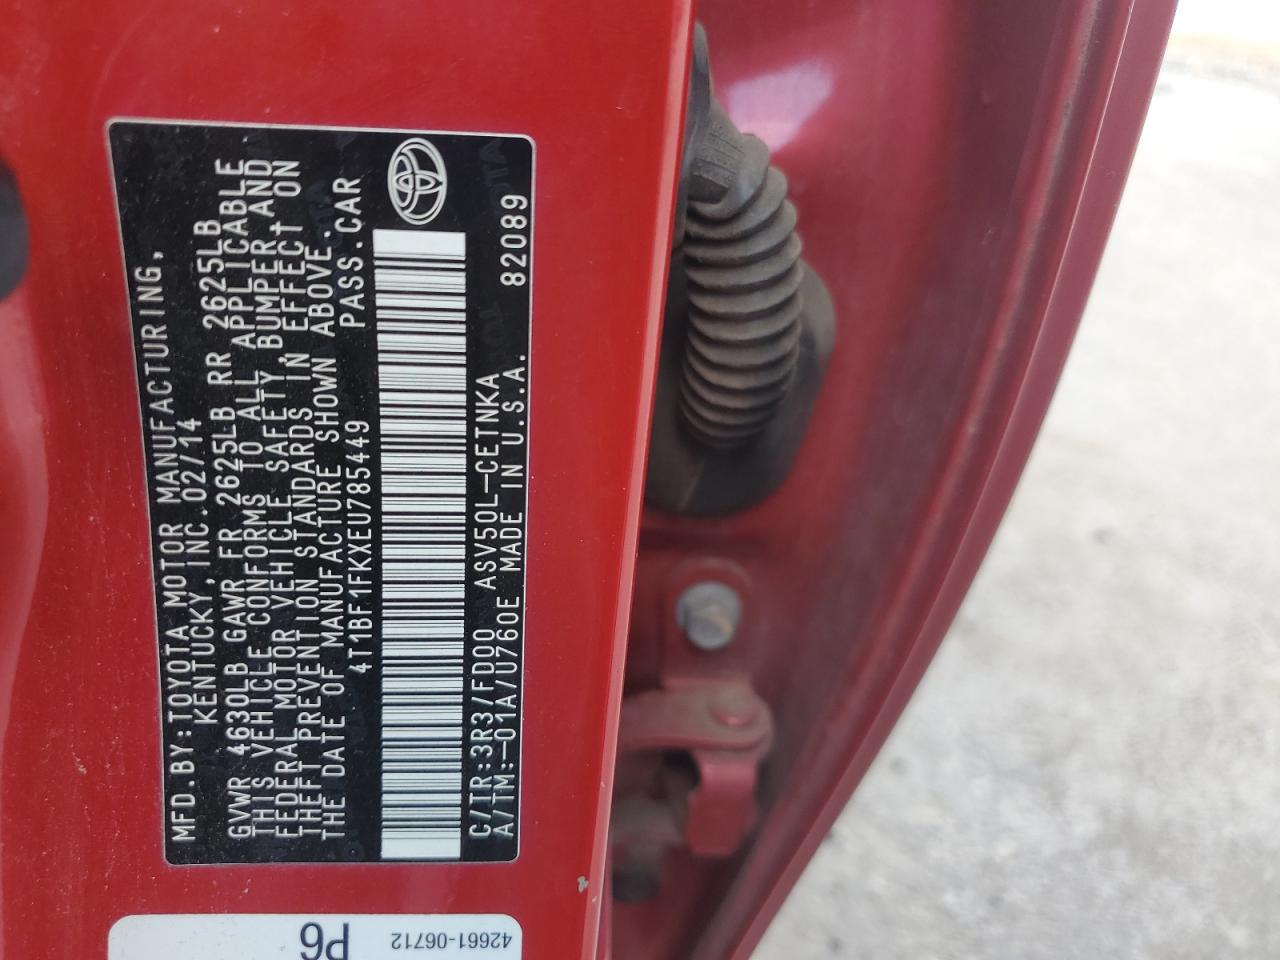 MFD.BY:TOYOTA MOTOR MANUFACTURING,
KENTUCKY,INC.02/14
GVWR 4630LB GAWR FR 2625LB RR 2625LB
THIS VEHICLE CONFORMS TO ALL APPLICABLE
FEDERAL MOTOR VEHICLE SAFETY,BUMPER,AND
THEFT PREVENTION STANDARDS IN EFFECT ON
THE DATE OF MANUFACTURE SHOWN ABOVE.
4T1BF1FKXEU785449 PASS.CAR
C/TR:3R3/FD00 ASV50L-CETNKA
A/TM:-01A/U760E MADE IN U.S.A. 82089
P6
42661-06712